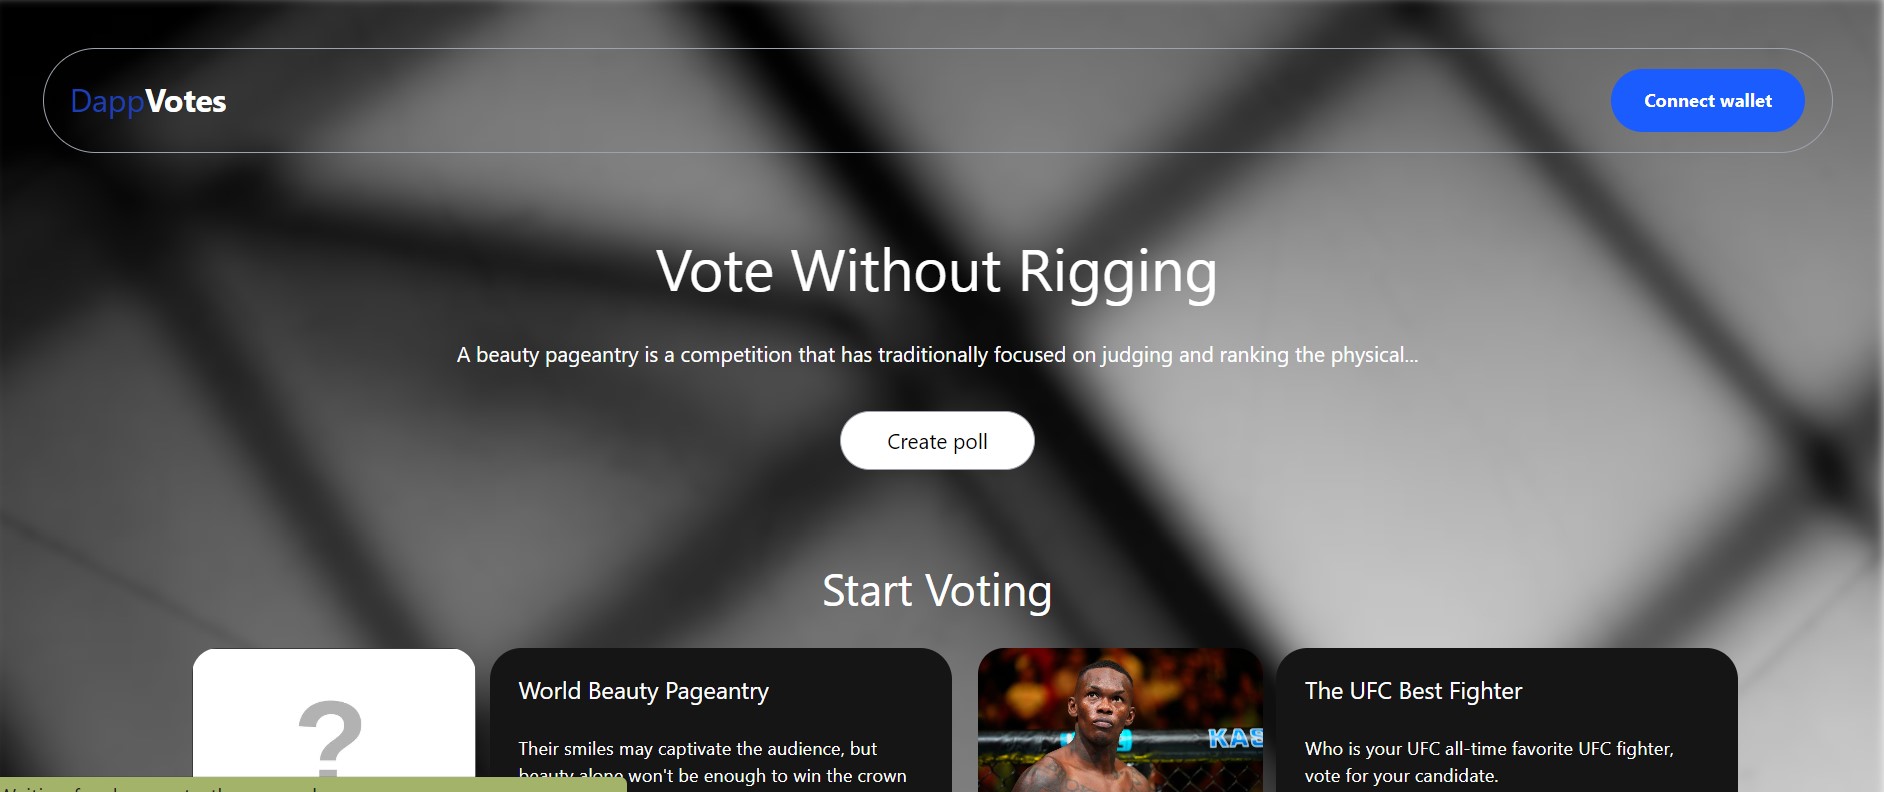 DappVotes
Connect wallet
Vote Without Rigging
A beauty pageantry is a competition that has traditionally focused on judging and ranking the physical...
Create poll
Start Voting
?
World Beauty Pageantry
Their smiles may captivate the audience, but
beauty alone won't be enough to win the crown
KAS
The UFC Best Fighter
Who is your UFC all-time favorite UFC fighter,
vote for your candidate.